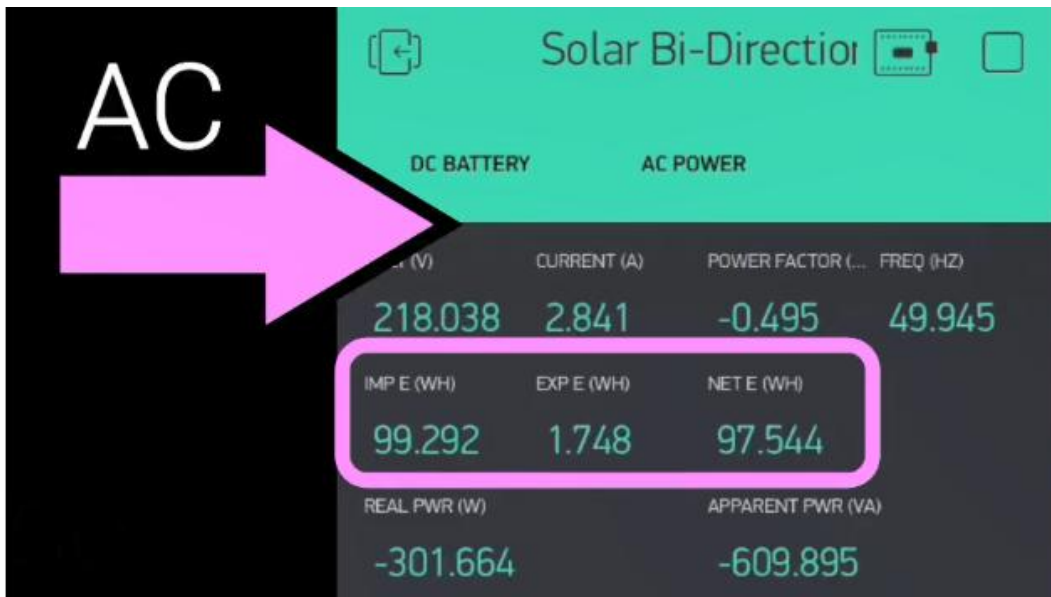 AC
Solar Bi-Direction
DC BATTERY AC POWER
(V) CURRENT (A) POWER FACTOR (... FREQ (HZ)
218.038 2.841 -0.495 49.945
IMP E (WH) EXP E (WH) NET E (WH)
99.292 1.748 97.544
REAL PWR (W) APPARENT PWR (VA)
-301.664 -609.895